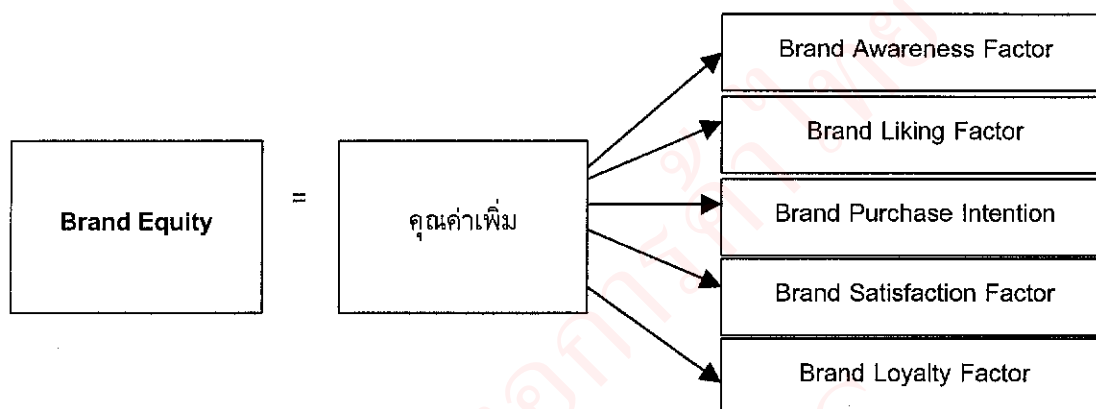 Brand Equity
=
คุณค่าเพิ่ม
Brand Awareness Factor
Brand Liking Factor
Brand Purchase Intention
Brand Satisfaction Factor
Brand Loyalty Factor